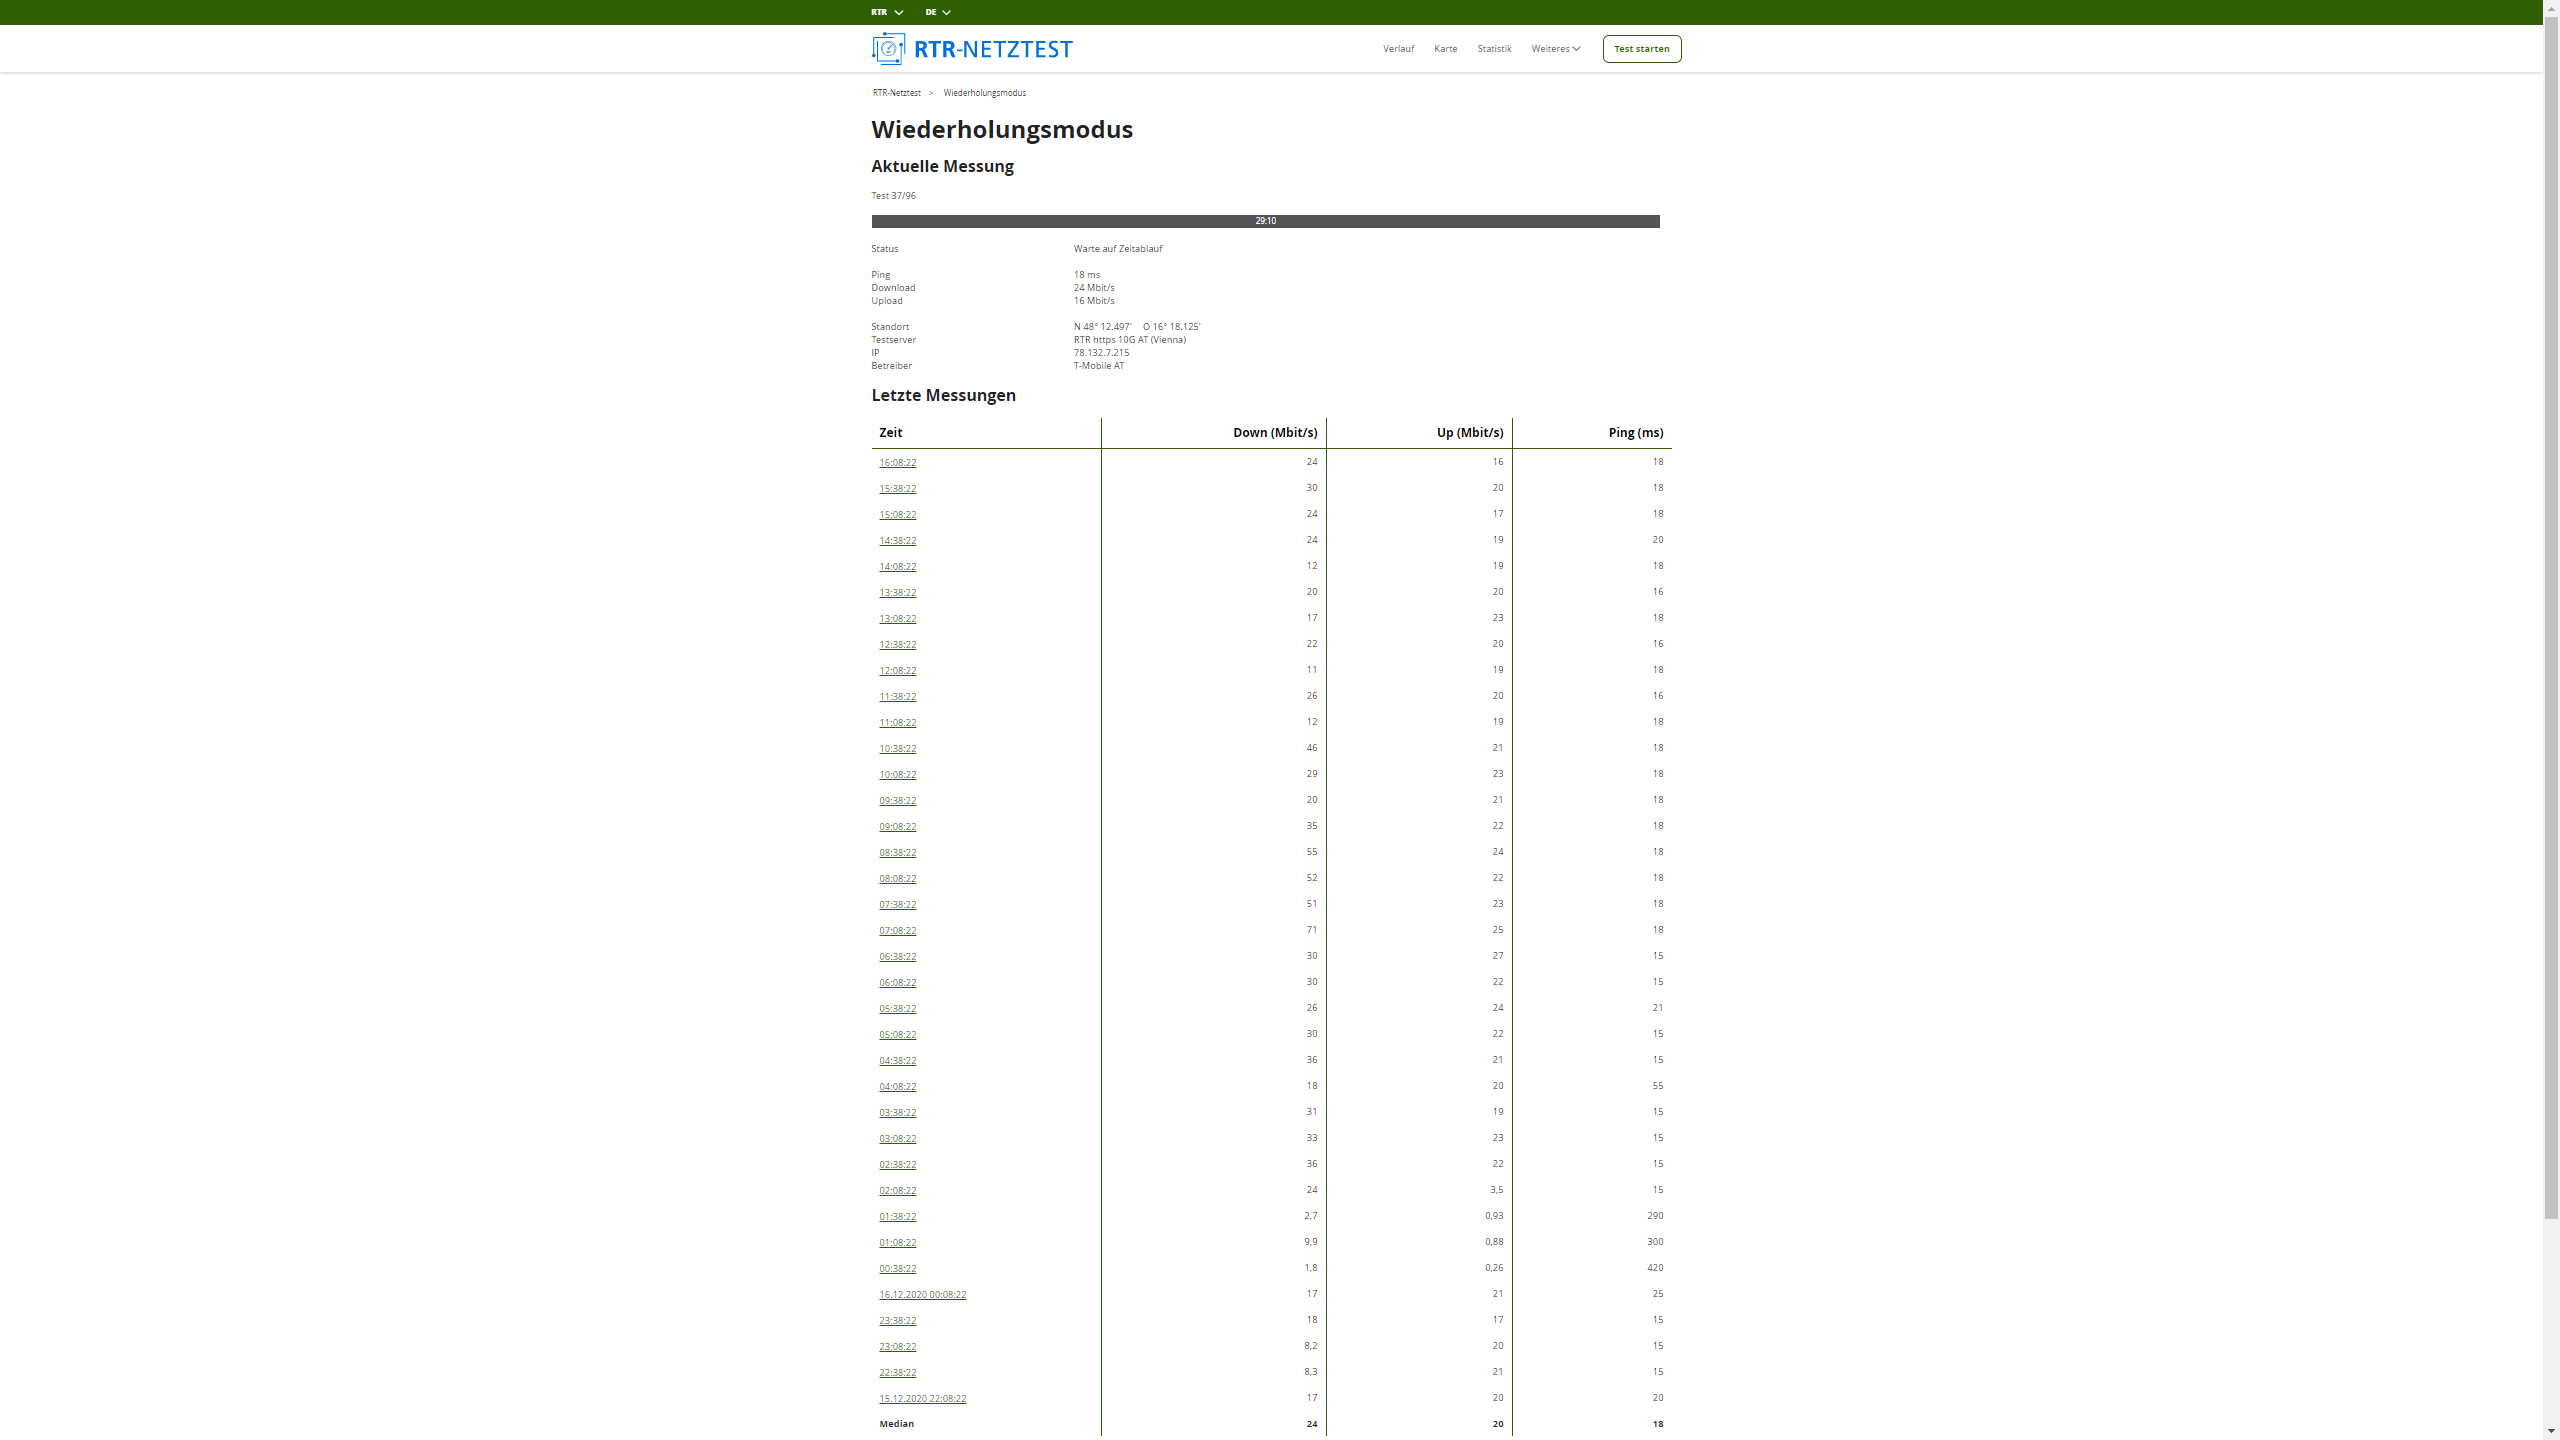 RTR DE
RTR-NETZTEST Verlauf Karte Statistik Weiteres Test starten
RTR-Netztest > Wiederholungsmodus
Wiederholungsmodus
Aktuelle Messung
Test 37/96
29:10
Status Warte auf Zeitablauf
Ping 18 ms
Download 24 Mbit/s
Upload 16 Mbit/s
Standort N 48° 12.497' O 16° 18.125'
Testserver RTR https 10G AT (Vienna)
IP 78.132.7.215
Betreiber T-Mobile AT
Letzte Messungen
Zeit Down (Mbit/s) Up (Mbit/s) Ping (ms)
16:08:22 24 16 18
15:38:22 30 20 18
15:08:22 24 17 18
14:38:22 24 19 20
14:08:22 12 19 18
13:38:22 20 20 16
13:08:22 17 23 18
12:38:22 22 20 16
12:08:22 11 19 18
11:38:22 26 20 16
11:08:22 12 19 18
10:38:22 46 21 18
10:08:22 29 23 18
09:38:22 20 21 18
09:08:22 35 22 18
08:38:22 55 24 18
08:08:22 52 22 18
07:38:22 51 23 18
07:08:22 71 25 18
06:38:22 30 27 15
06:08:22 30 22 15
05:38:22 26 24 21
05:08:22 30 22 15
04:38:22 36 21 15
04:08:22 18 20 55
03:38:22 31 19 15
03:08:22 33 23 15
02:38:22 36 22 15
02:08:22 24 3,5 15
01:38:22 2,7 0,93 290
01:08:22 9,9 0,88 300
00:38:22 1,8 0,26 420
16.12.2020 00:08:22 17 21 25
23:38:22 18 17 15
23:08:22 8,2 20 15
22:38:22 8,3 21 15
15.12.2020 22:08:22 17 20 20
Median 24 20 18